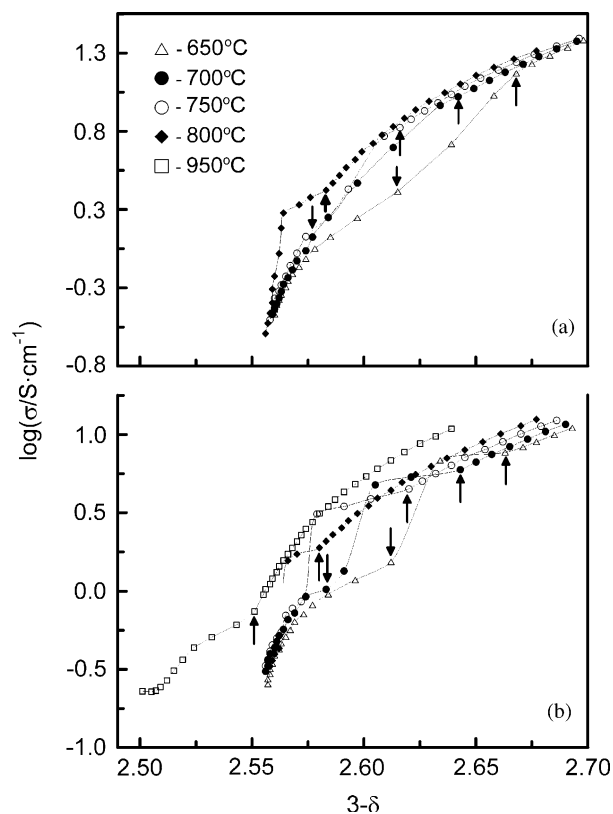 1.3
0.8
0.3
-0.3
-0.8
- 650°C
- 700°C
- 750°C
- 800°C
- 950°C
(a)
log(σ/S·cm⁻¹)
1.0
0.5
0.0
-0.5
-1.0
(b)
2.50 2.55 2.60 2.65 2.70
3-δ